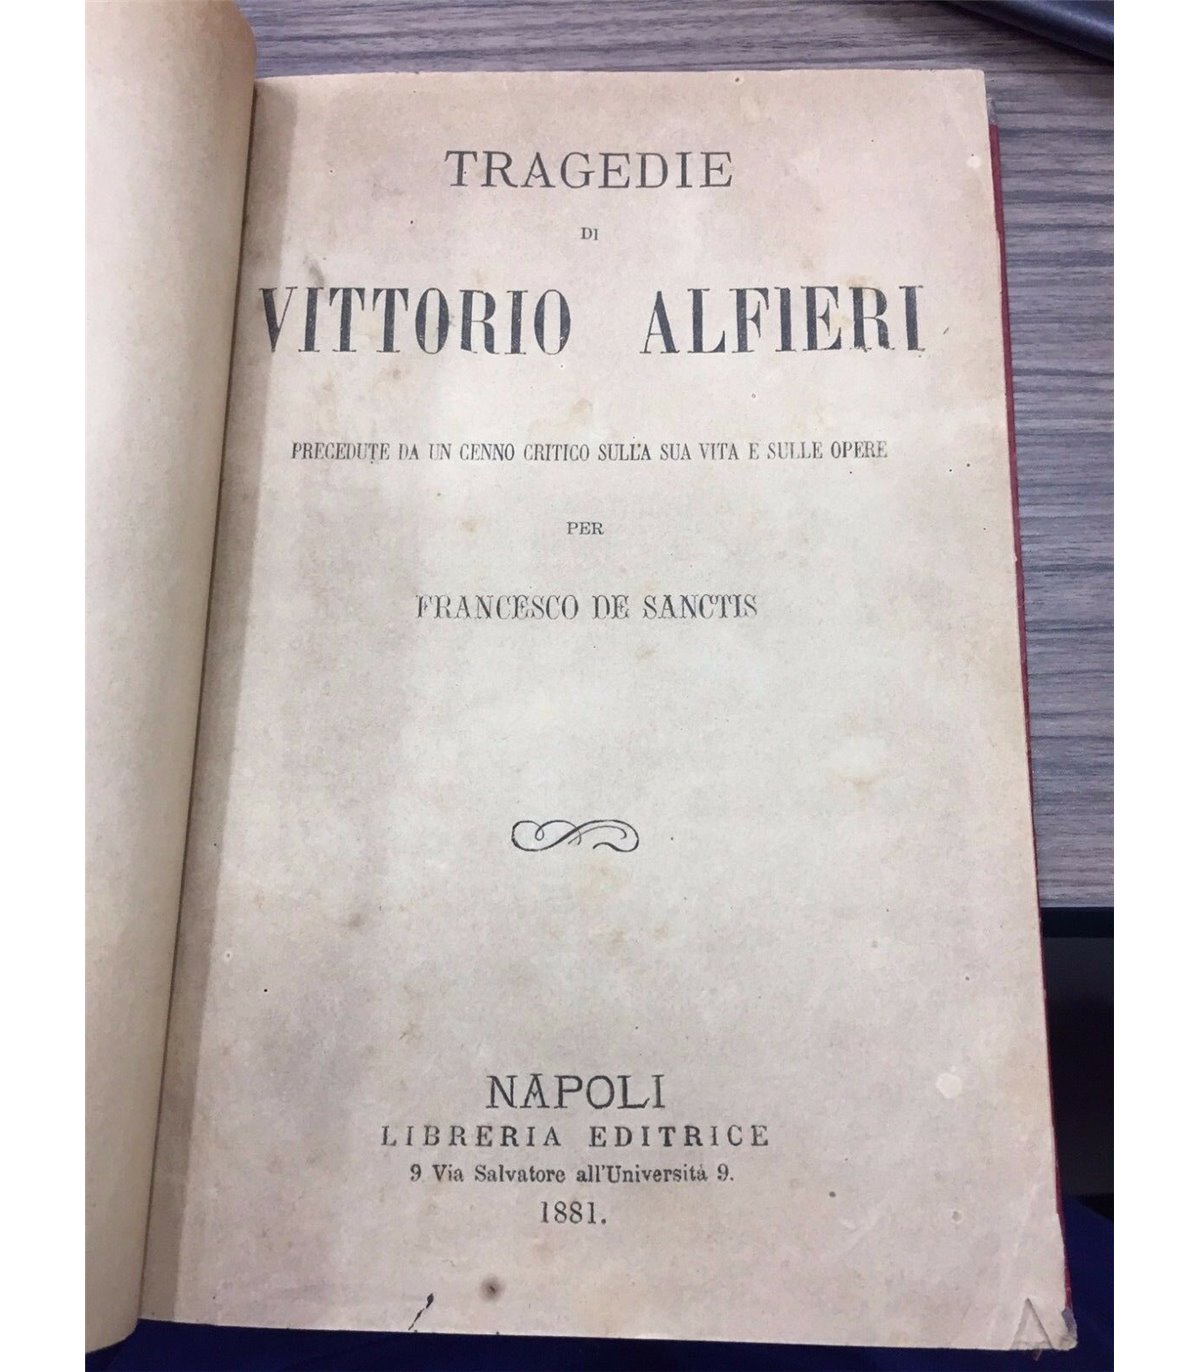 TRAGEDIE
DI
VITTORIO ALFIERI
PRECEDUTE DA UN CENNO CRITICO SULL'A SUA VITA E SULLE OPERE
PER
FRANCESCO DE SANCTIS
NAPOLI
LIBRERIA EDITRICE
9 Via Salvatore all'Università 9.
1881.